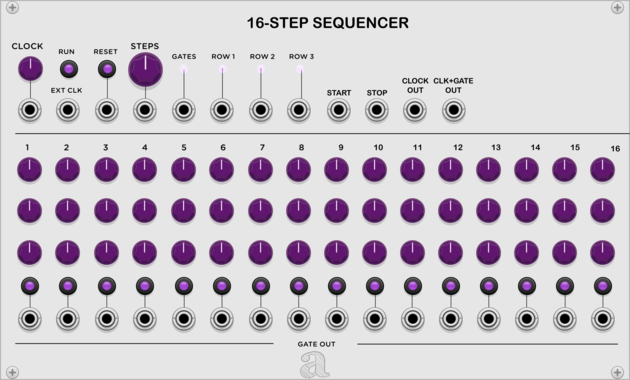 16-STEP SEQUENCER
CLOCK RUN RESET STEPS GATES ROW 1 ROW 2 ROW 3
EXT CLK START STOP CLOCK OUT CLK+GATE OUT
1 2 3 4 5 6 7 8 9 10 11 12 13 14 15 16
GATE OUT
a